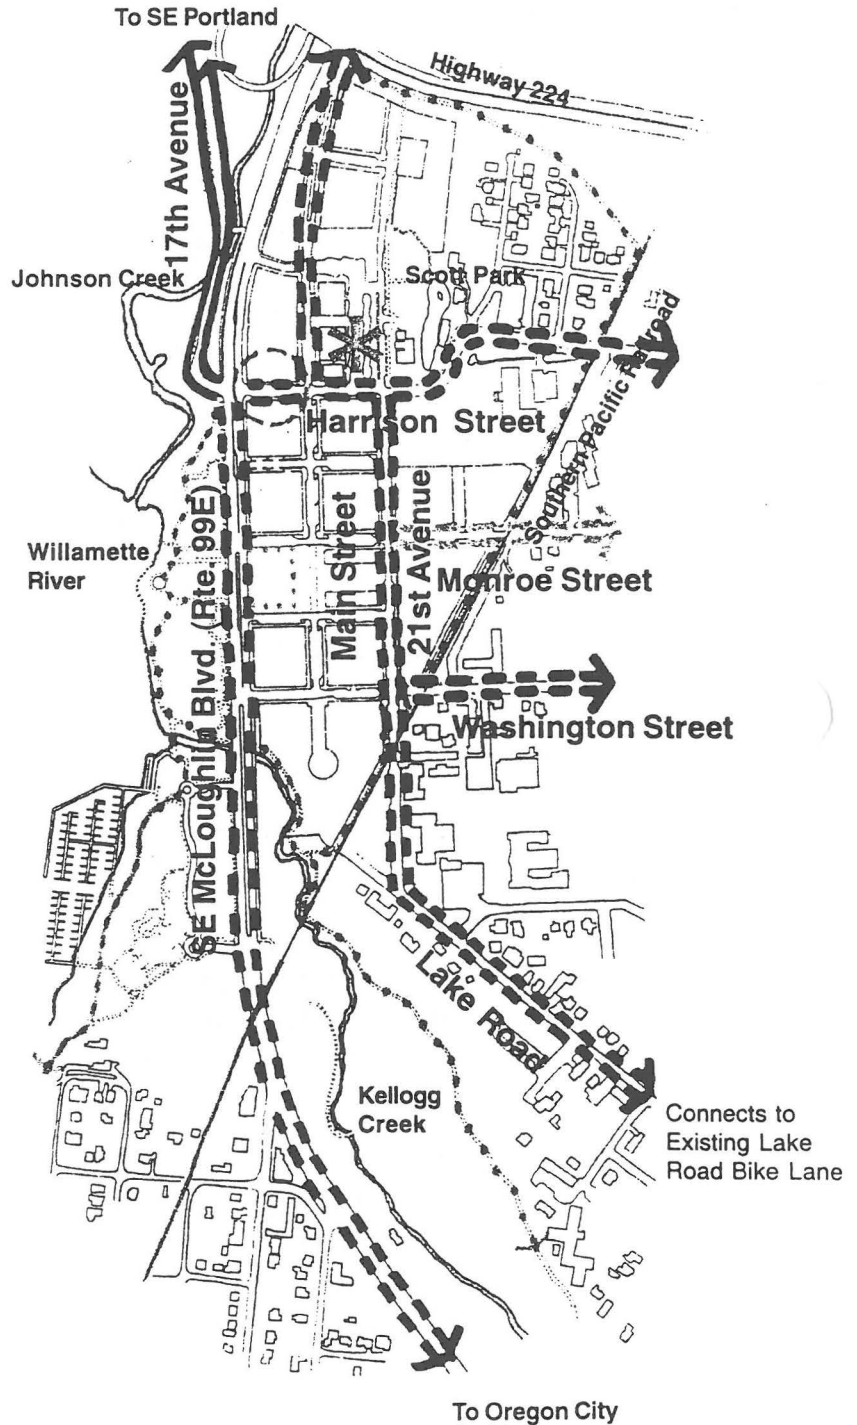 To SE Portland
Highway 224
17th Avenue
Johnson Creek
Scott Park
Southern Pacific Railroad
Harrison Street
Willamette
River
SE McLoughlin Blvd. (Rte. 99E)
Main Street
21st Avenue
Monroe Street
Washington Street
Lake Road
Kellogg
Creek
Connects to
Existing Lake
Road Bike Lane
To Oregon City